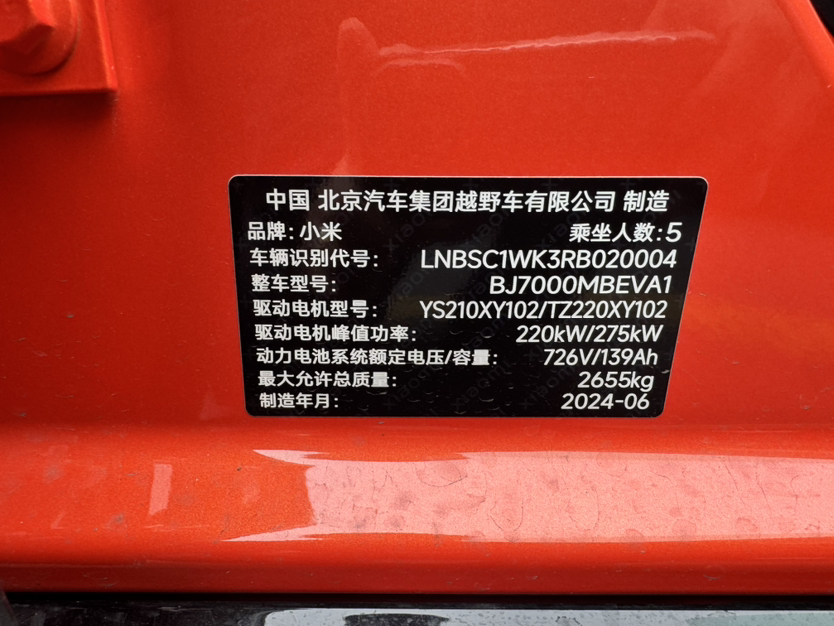 中国 北京汽车集团越野车有限公司 制造
品牌：小米 乘坐人数：5
车辆识别代号： LNBSC1WK3RB020004
整车型号： BJ7000MBEVA1
驱动电机型号： YS210XY102/TZ220XY102
驱动电机峰值功率： 220kW/275kW
动力电池系统额定电压/容量： 726V/139Ah
最大允许总质量： 2655kg
制造年月： 2024-06